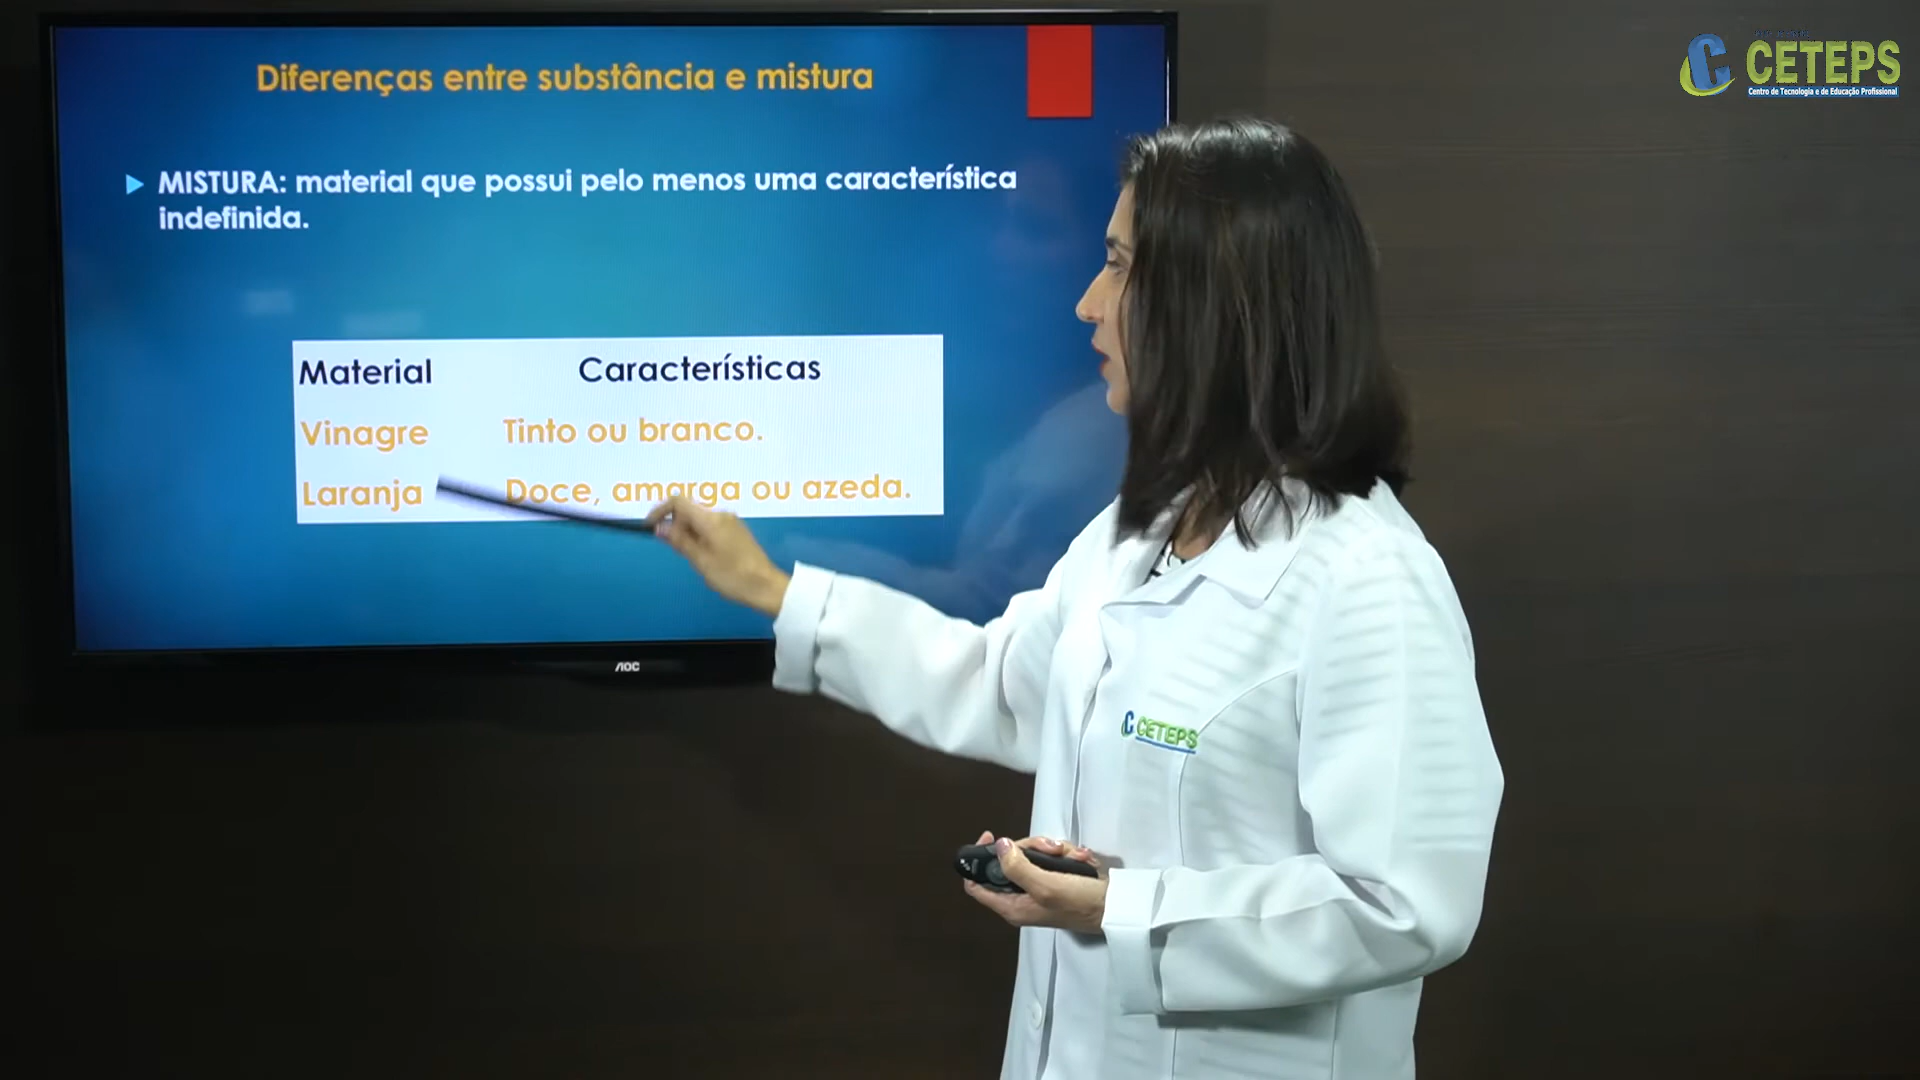 Diferenças entre substância e mistura
MISTURA: material que possui pelo menos uma característica
indefinida.
Material Características
Vinagre Tinto ou branco.
Laranja Doce, amarga ou azeda.
AOC
CETEPS
CETEPS
Centro de Tecnologia e de Educação Profissional